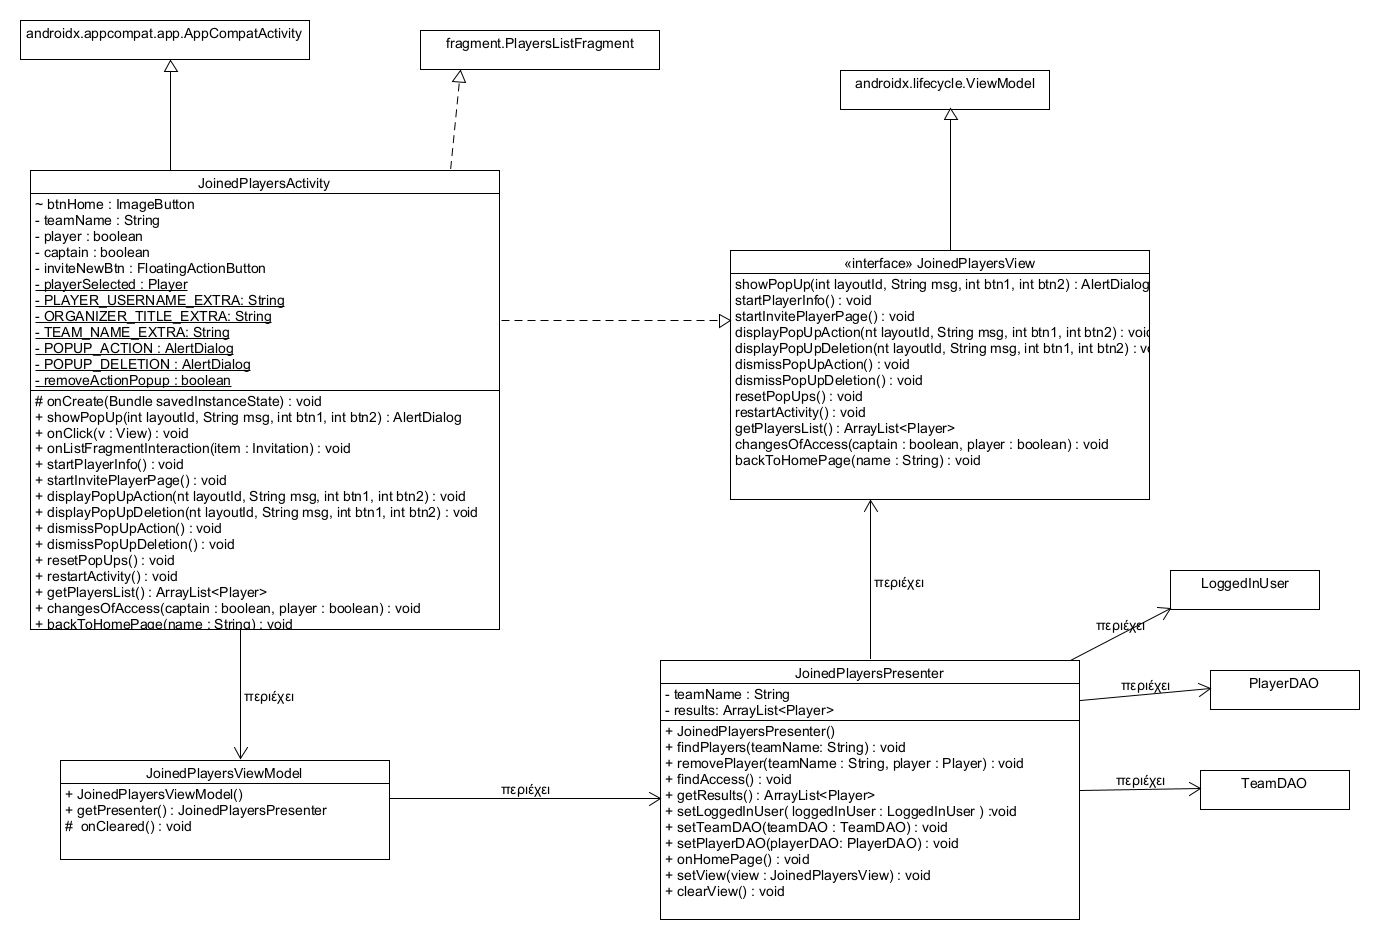 androidx.appcompat.app.AppCompatActivity
fragment.PlayersListFragment
androidx.lifecycle.ViewModel
JoinedPlayersActivity
~ btnHome : ImageButton
- teamName : String
- player : boolean
- captain : boolean
- inviteNewBtn : FloatingActionButton
- playerSelected : Player
- PLAYER_USERNAME_EXTRA: String
- ORGANIZER_TITLE_EXTRA: String
- TEAM_NAME_EXTRA: String
- POPUP_ACTION : AlertDialog
- POPUP_DELETION : AlertDialog
- removeActionPopup : boolean
# onCreate(Bundle savedInstanceState) : void
+ showPopUp(int layoutId, String msg, int btn1, int btn2) : AlertDialog
+ onClick(v : View) : void
+ onListFragmentInteraction(item : Invitation) : void
+ startPlayerInfo() : void
+ startInvitePlayerPage() : void
+ displayPopUpAction(nt layoutId, String msg, int btn1, int btn2) : void
+ displayPopUpDeletion(nt layoutId, String msg, int btn1, int btn2) : void
+ dismissPopUpAction() : void
+ dismissPopUpDeletion() : void
+ resetPopUps() : void
+ restartActivity() : void
+ getPlayersList() : ArrayList<Player>
+ changesOfAccess(captain : boolean, player : boolean) : void
+ backToHomePage(name : String) : void
«interface» JoinedPlayersView
showPopUp(int layoutId, String msg, int btn1, int btn2) : AlertDialog
startPlayerInfo() : void
startInvitePlayerPage() : void
displayPopUpAction(nt layoutId, String msg, int btn1, int btn2) : void
displayPopUpDeletion(nt layoutId, String msg, int btn1, int btn2) : v
dismissPopUpAction() : void
dismissPopUpDeletion() : void
resetPopUps() : void
restartActivity() : void
getPlayersList() : ArrayList<Player>
changesOfAccess(captain : boolean, player : boolean) : void
backToHomePage(name : String) : void
περιέχει
LoggedInUser
περιέχει
περιέχει
PlayerDAO
περιέχει
TeamDAO
περιέχει
JoinedPlayersViewModel
+ JoinedPlayersViewModel()
+ getPresenter() : JoinedPlayersPresenter
# onCleared() : void
περιέχει
JoinedPlayersPresenter
- teamName : String
- results: ArrayList<Player>
+ JoinedPlayersPresenter()
+ findPlayers(teamName: String) : void
+ removePlayer(teamName : String, player : Player) : void
+ findAccess() : void
+ getResults() : ArrayList<Player>
+ setLoggedInUser( loggedInUser : LoggedInUser ) :void
+ setTeamDAO(teamDAO : TeamDAO) : void
+ setPlayerDAO(playerDAO: PlayerDAO) : void
+ onHomePage() : void
+ setView(view : JoinedPlayersView) : void
+ clearView() : void